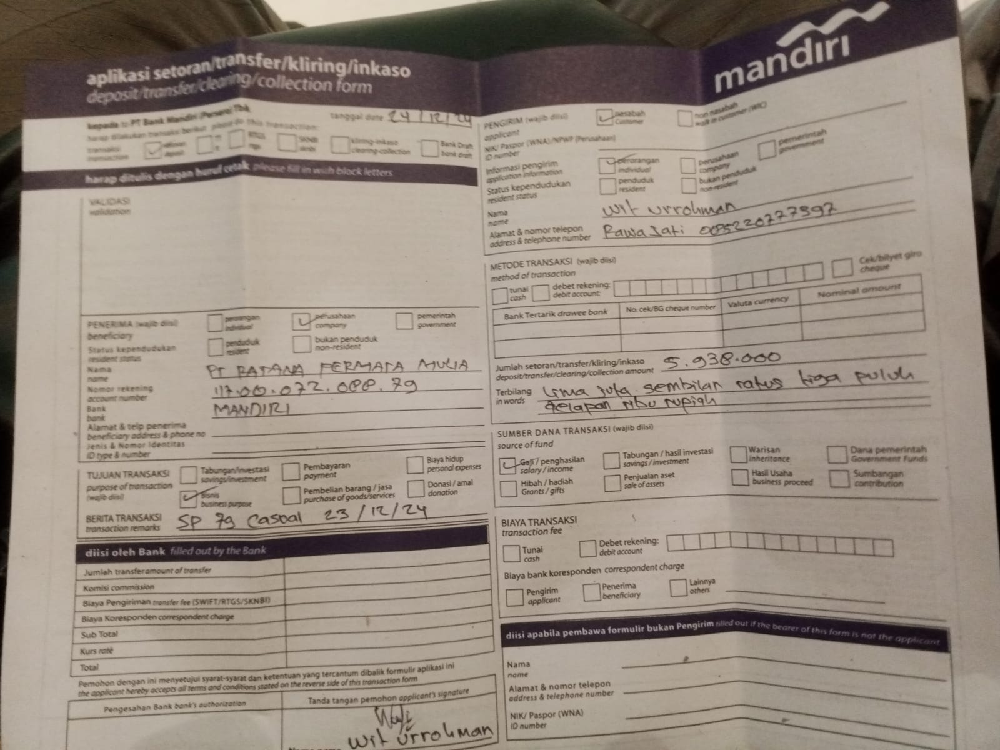 aplikasi setoran/transfer/kliring/inkaso
deposit/transfer/clearing/collection form
mandiri
kepada to PT Bank Mandiri (Persero) Tbk
tanggal date 24/12/24
harap dilakukan transaksi berikut please do this transaction:
transaksi
transaction
setoran
deposit
RTGS
rtgs
SKNBI
sknbi
kliring-inkaso
clearing-collection
Bank Draft
bank draft
harap ditulis dengan huruf cetak please fill in with block letters
VALIDASI
validation
PENERIMA (wajib diisi)
beneficiary
perorangan
individual
perusahaan
company
pemerintah
government
Status kependudukan
resident status
penduduk
resident
bukan penduduk
non-resident
Nama
name
Nomor rekening
account number
117.00.072.088.79
Bank
bank
MANDIRI
Alamat & telp penerima
beneficiary address & phone no
Jenis & Nomor Identitas
ID type & number
TUJUAN TRANSAKSI
purpose of transaction
(wajib diisi)
Tabungan/investasi
savings/investment
Pembayaran
payment
Biaya hidup
personal expenses
Bisnis
business purpose
Pembelian barang / jasa
purchase of goods/services
Donasi / amal
donation
BERITA TRANSAKSI
transaction remarks
SP 79 Casoal 23/12/24
diisi oleh Bank filled out by the Bank
Jumlah transfer amount of transfer
Komisi commission
Biaya Pengiriman transfer fee (SWIFT/RTGS/SKNBI)
Biaya Koresponden correspondent charge
Sub Total
Kurs rate
Total
Pemohon dengan ini menyetujui syarat-syarat dan ketentuan yang tercantum dibalik formulir aplikasi ini
the applicant hereby accepts all terms and conditions stated on the reverse side of this transaction form
Pengesahan Bank bank's authorization
Tanda tangan pemohon applicant's signature
Wit urrohman
PENGIRIM (wajib diisi)
applicant
nasabah
Customer
non nasabah
walk in customer (WIC)
NIK/ Paspor (WNA)/NPWP (Perusahaan)
ID number
Informasi pengirim
application information
perorangan
individual
perusahaan
company
pemerintah
government
Status kependudukan
resident status
penduduk
resident
bukan penduduk
non-resident
Nama
name
Wit urrohman
Alamat & nomor telepon
address & telephone number
Rawa Jati 085220777397
METODE TRANSAKSI (wajib diisi)
method of transaction
tunai
cash
debet rekening:
debit account:
Cek/bilyet giro
cheque
Bank Tertarik drawee bank
No. cek/BG cheque number
Valuta currency
Nominal amount
Jumlah setoran/transfer/kliring/inkaso
deposit/transfer/clearing/collection amount
5.938.000
Terbilang
in words
Lima juta sembilan ratus tiga puluh
delapan ribu rupiah
SUMBER DANA TRANSAKSI (wajib diisi)
source of fund
Gaji / penghasilan
salary / income
Tabungan / hasil investasi
savings / investment
Warisan
inheritance
Dana pemerintah
Government Funds
Hibah / hadiah
Grants / gifts
Penjualan aset
sale of assets
Hasil Usaha
business proceed
Sumbangan
contribution
BIAYA TRANSAKSI
transaction fee
Tunai
cash
Debet rekening:
debit account
Biaya bank koresponden correspondent charge
Pengirim
applicant
Penerima
beneficiary
Lainnya
others
diisi apabila pembawa formulir bukan Pengirim filled out if the bearer of this form is not the applicant
Nama
name
Alamat & nomor telepon
address & telephone number
NIK/ Paspor (WNA)
ID number